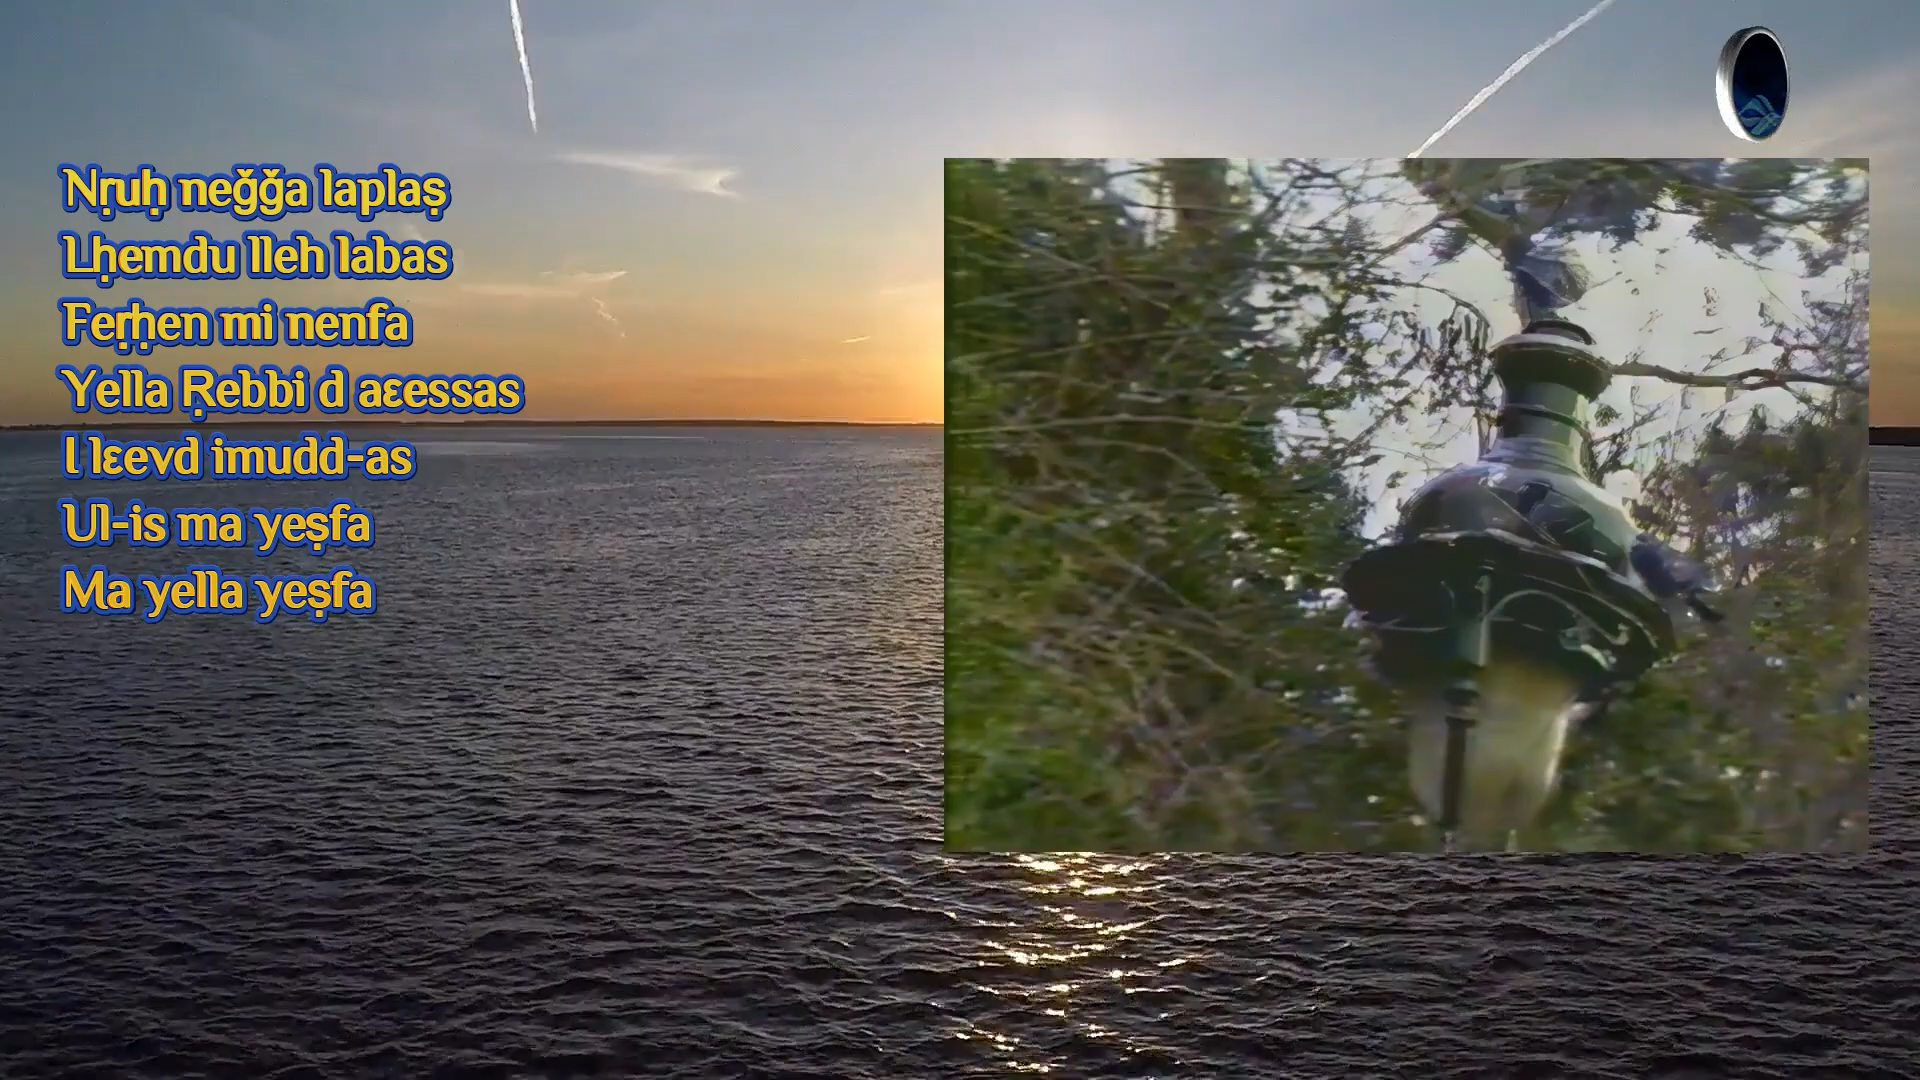 Nṛuḥ neǧǧa laplaṣ
Lḥemdu lleh labas
Feṛḥen mi nenfa
Yella Ṛebbi d aɛessas
I lɛevd imudd-as
Ul-is ma yeṣfa
Ma yella yeṣfa